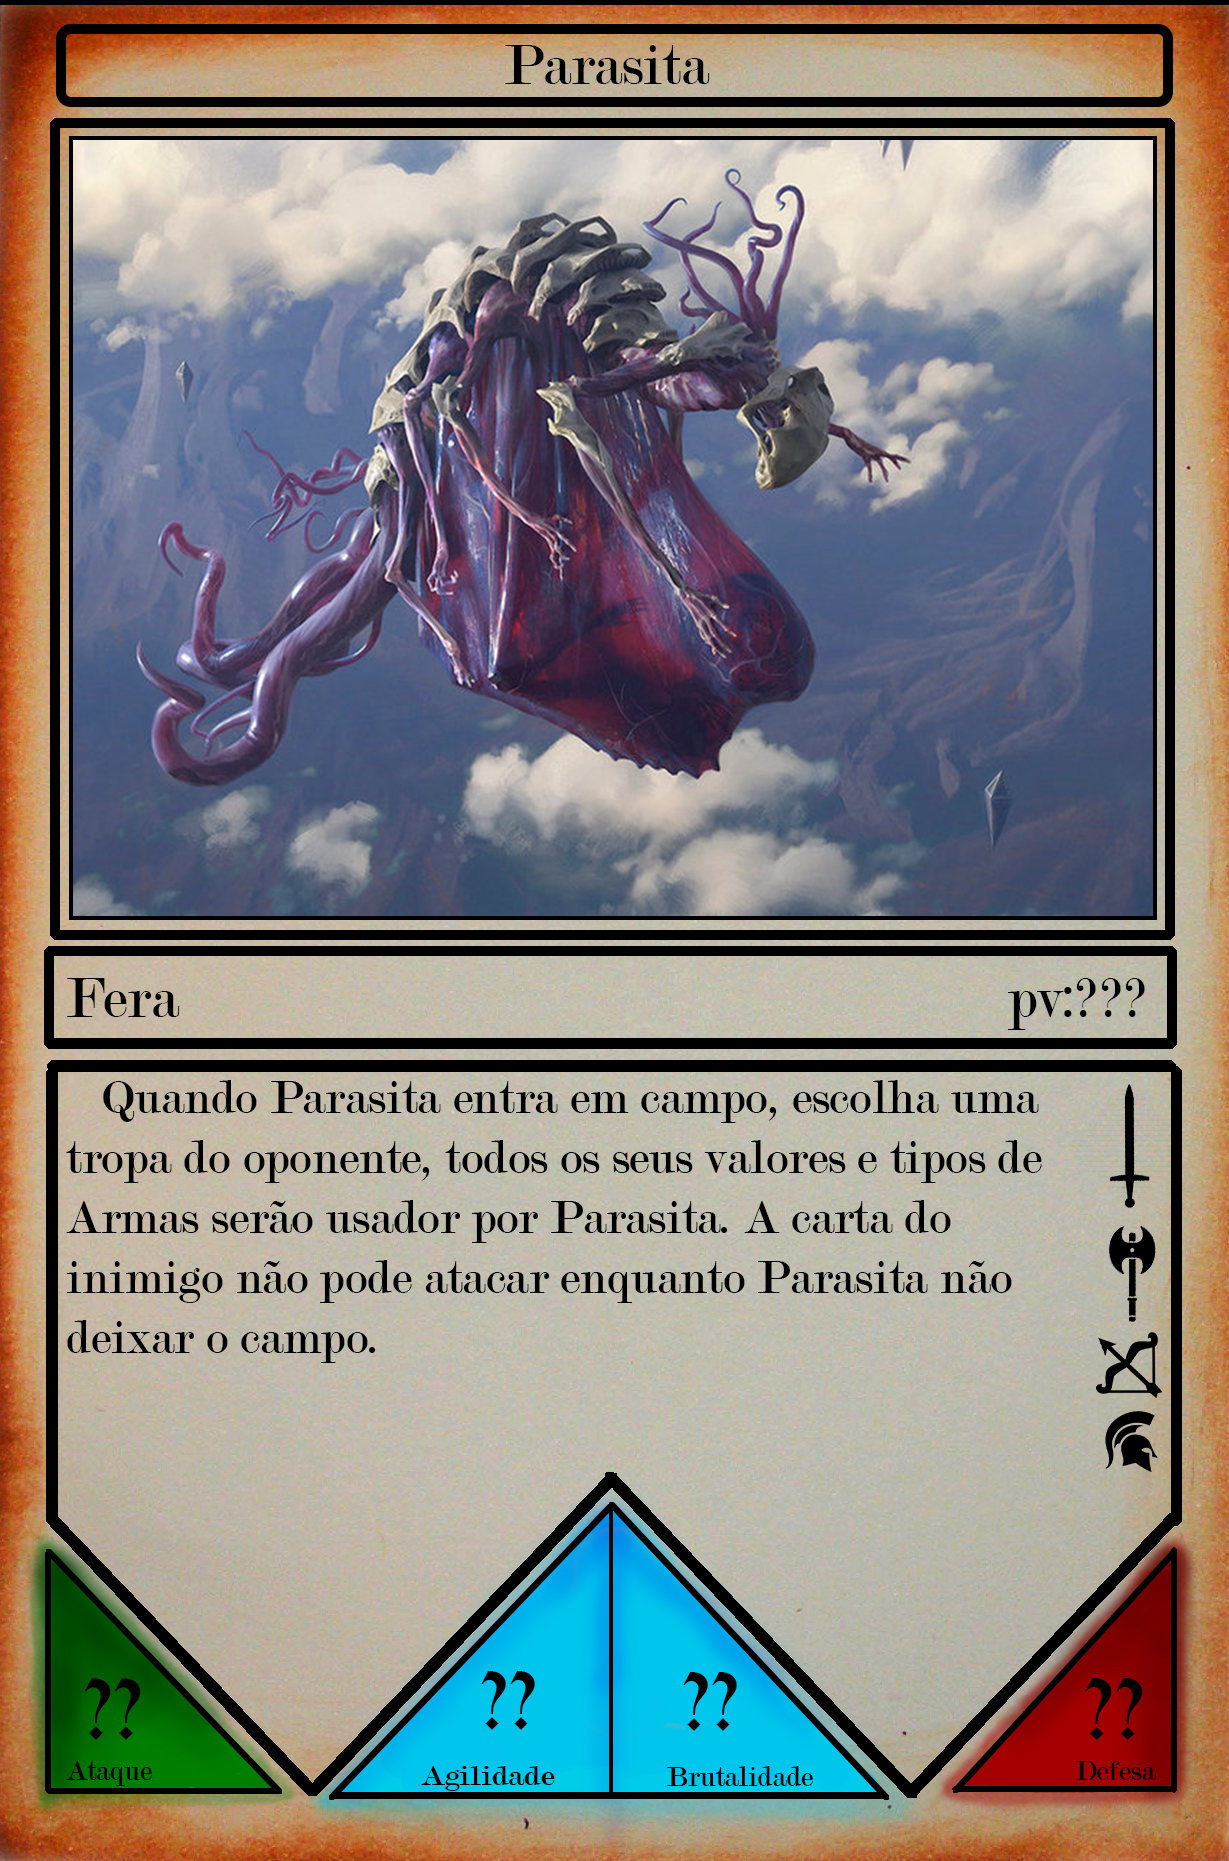 Parasita
Fera
pv:???
Quando Parasita entra em campo, escolha uma
tropa do oponente, todos os seus valores e tipos de
Armas serão usador por Parasita. A carta do
inimigo não pode atacar enquanto Parasita não
deixar o campo.
??
Ataque
??
Agilidade
??
Brutalidade
??
Defesa